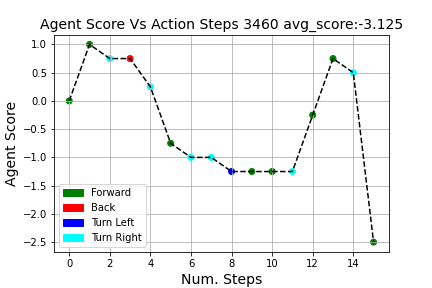 Agent Score Vs Action Steps 3460 avg_score:-3.125
1.0
0.5
0.0
−0.5
−1.0
−1.5
−2.0
−2.5
Agent Score
Forward
Back
Turn Left
Turn Right
0 2 4 6 8 10 12 14
Num. Steps